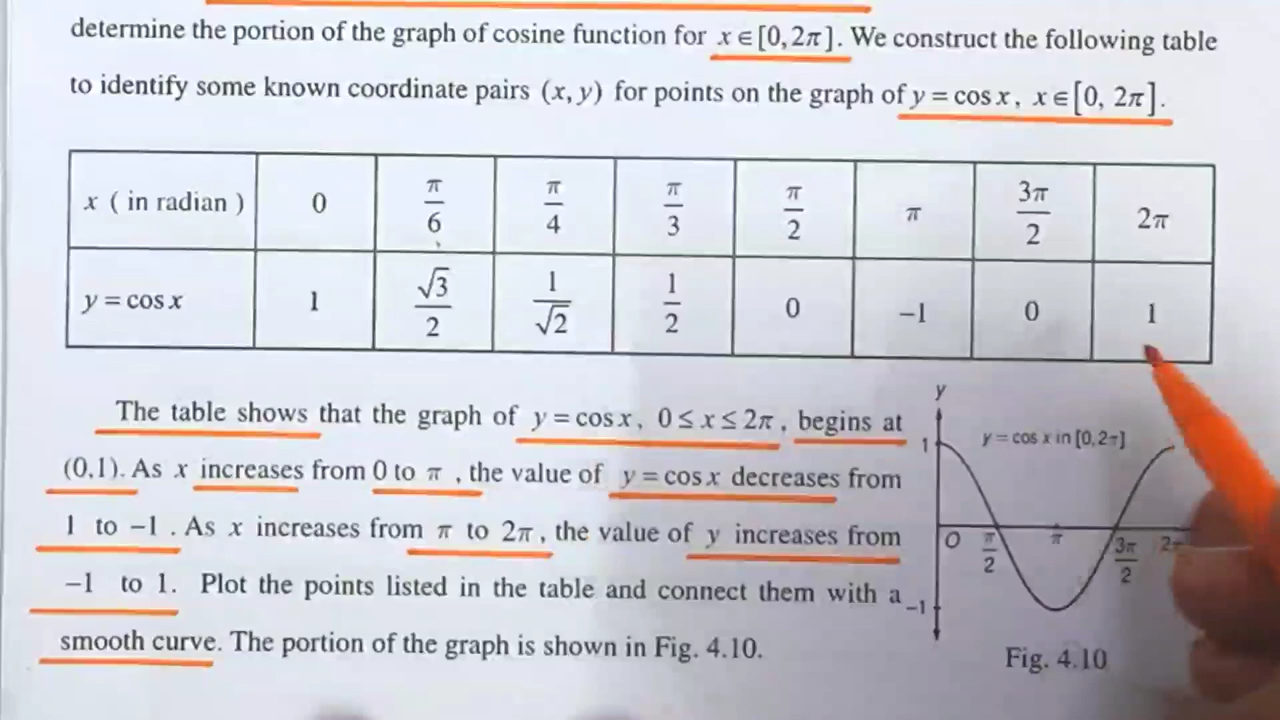 determine the portion of the graph of cosine function for x ∈ [0, 2π]. We construct the following table
to identify some known coordinate pairs (x, y) for points on the graph of y = cos x, x ∈ [0, 2π].
x ( in radian ) 0 π/6 π/4 π/3 π/2 π 3π/2 2π
y = cos x 1 √3/2 1/√2 1/2 0 −1 0 1
The table shows that the graph of y = cos x, 0 ≤ x ≤ 2π, begins at
(0,1). As x increases from 0 to π , the value of y = cos x decreases from
1 to −1 . As x increases from π to 2π, the value of y increases from
−1 to 1. Plot the points listed in the table and connect them with a
smooth curve. The portion of the graph is shown in Fig. 4.10.
y
1
y = cos x in [0, 2π]
O π/2 π 3π/2 2π
−1
Fig. 4.10